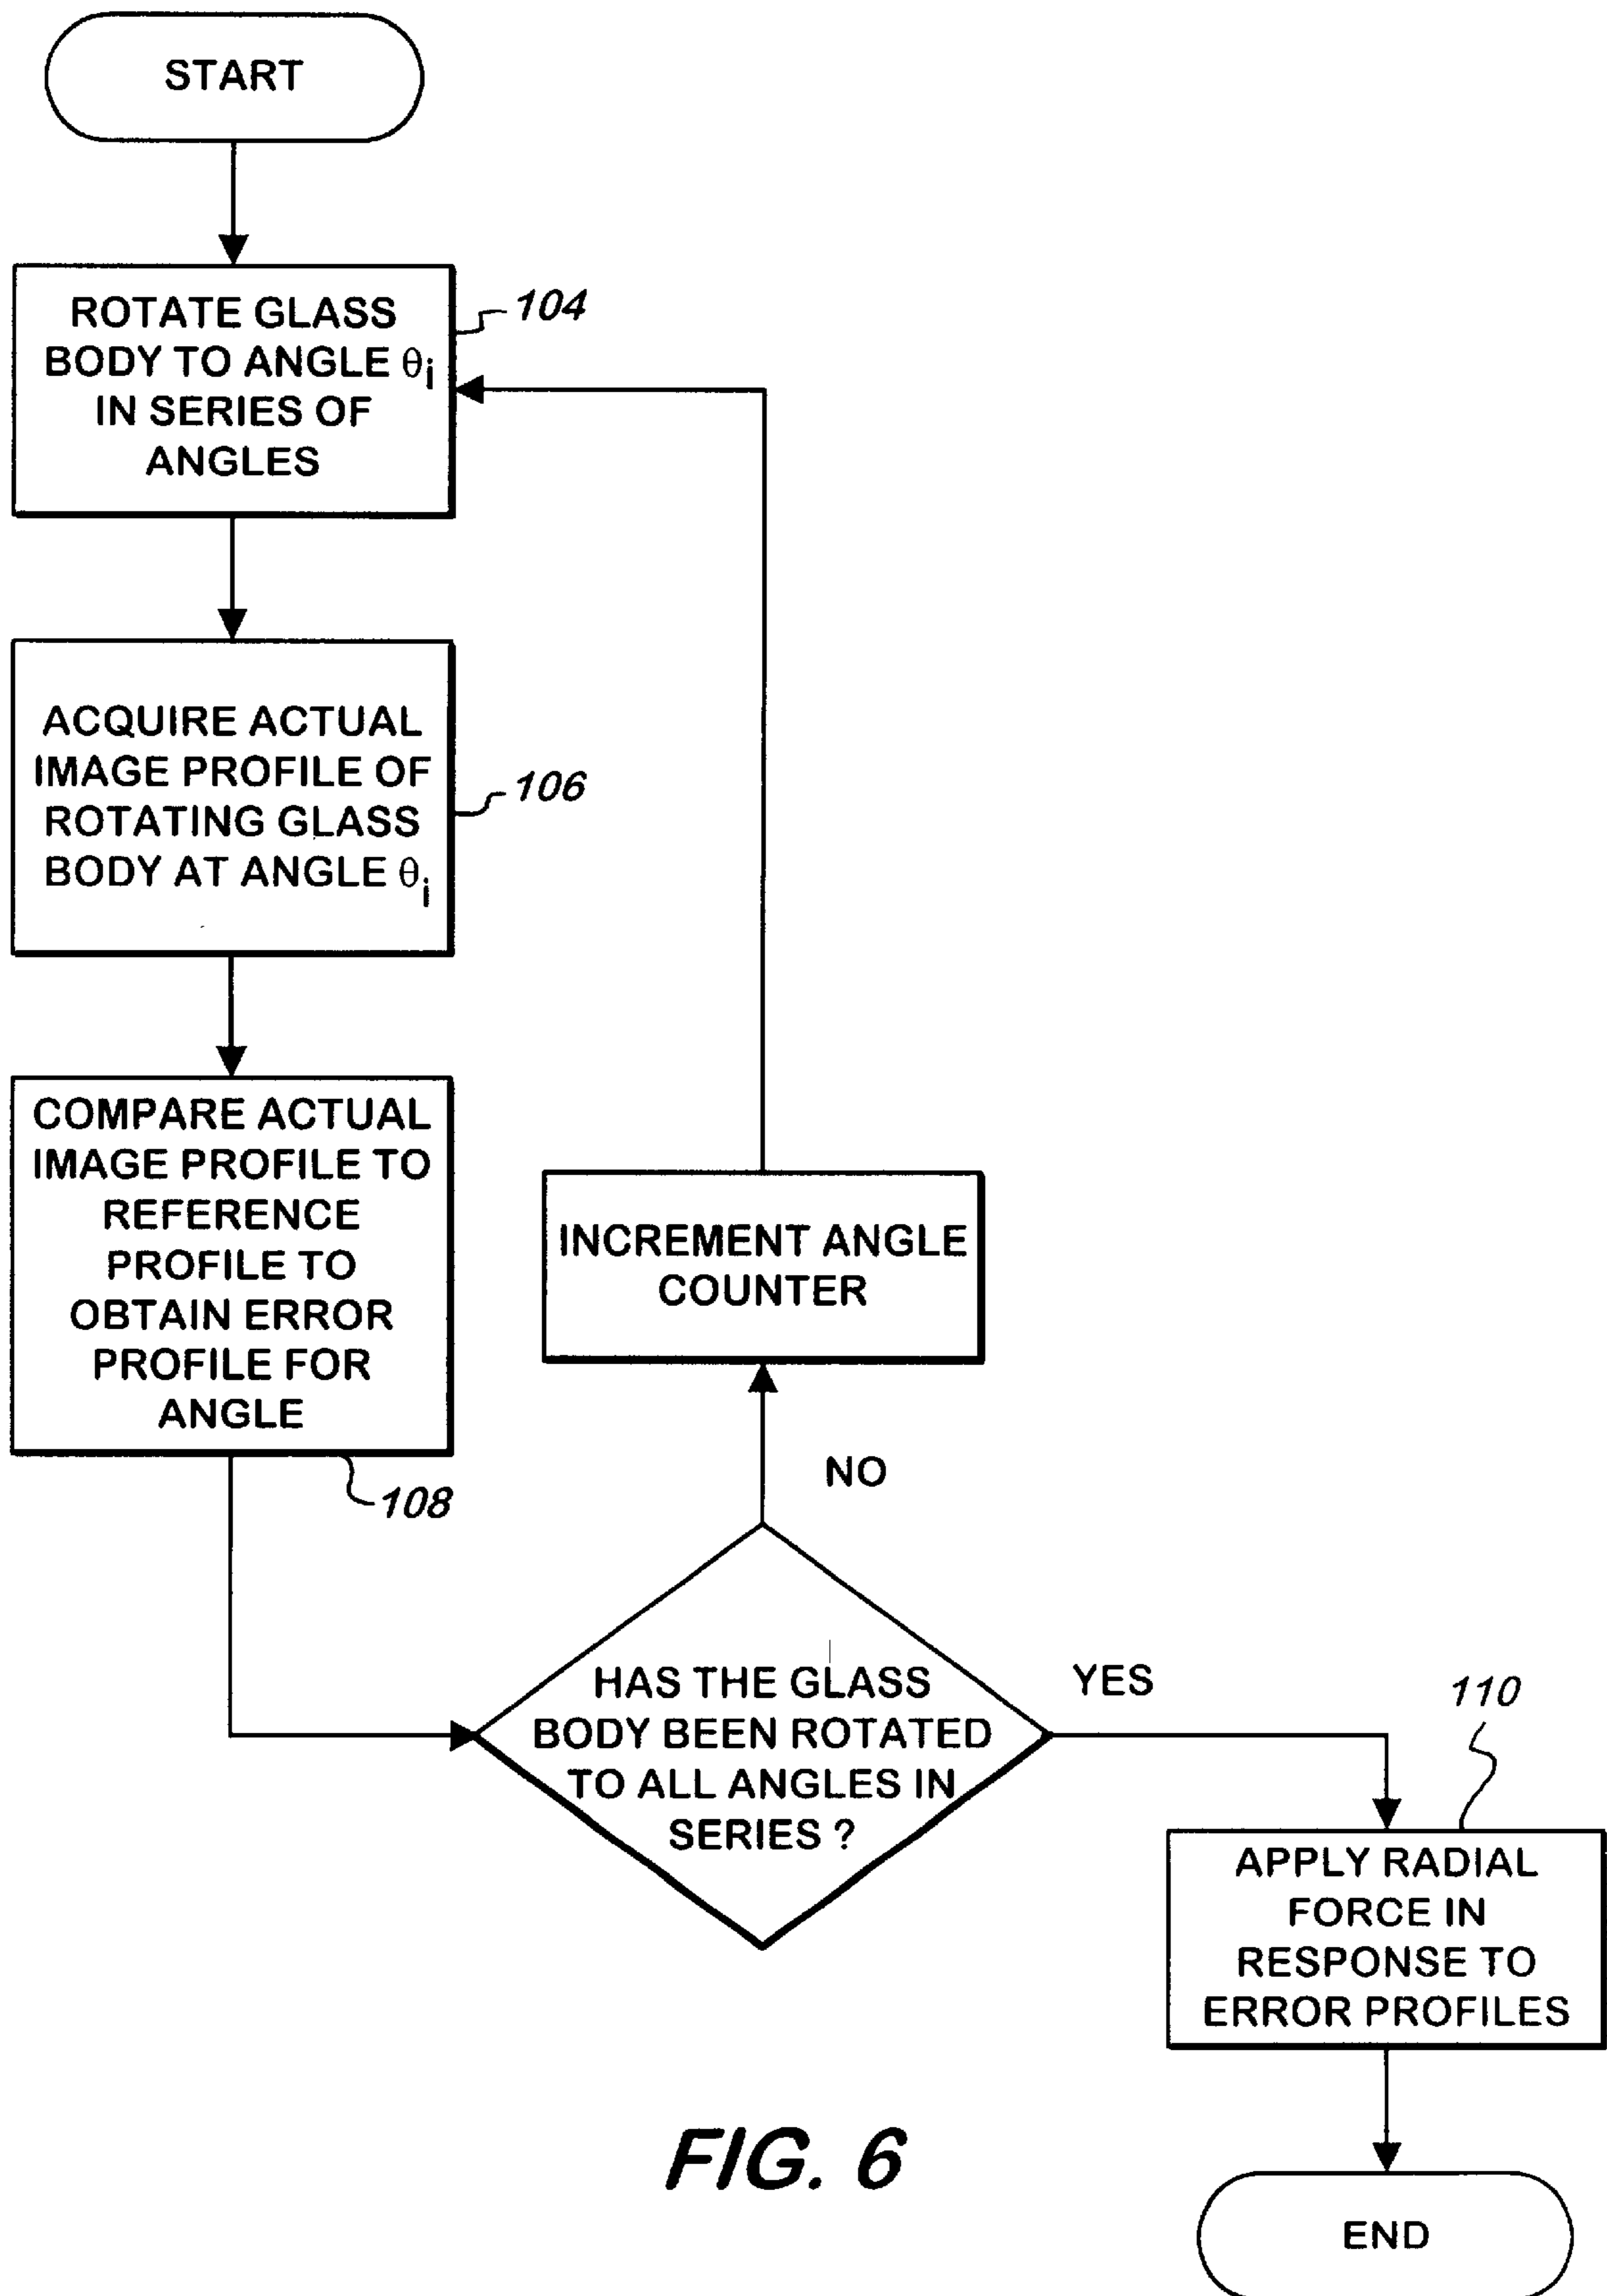 START
ROTATE GLASS
BODY TO ANGLE θi
IN SERIES OF
ANGLES
104
ACQUIRE ACTUAL
IMAGE PROFILE OF
ROTATING GLASS
BODY AT ANGLE θi
106
COMPARE ACTUAL
IMAGE PROFILE TO
REFERENCE
PROFILE TO
OBTAIN ERROR
PROFILE FOR
ANGLE
108
INCREMENT ANGLE
COUNTER
NO
HAS THE GLASS
BODY BEEN ROTATED
TO ALL ANGLES IN
SERIES ?
YES
110
APPLY RADIAL
FORCE IN
RESPONSE TO
ERROR PROFILES
END
FIG. 6